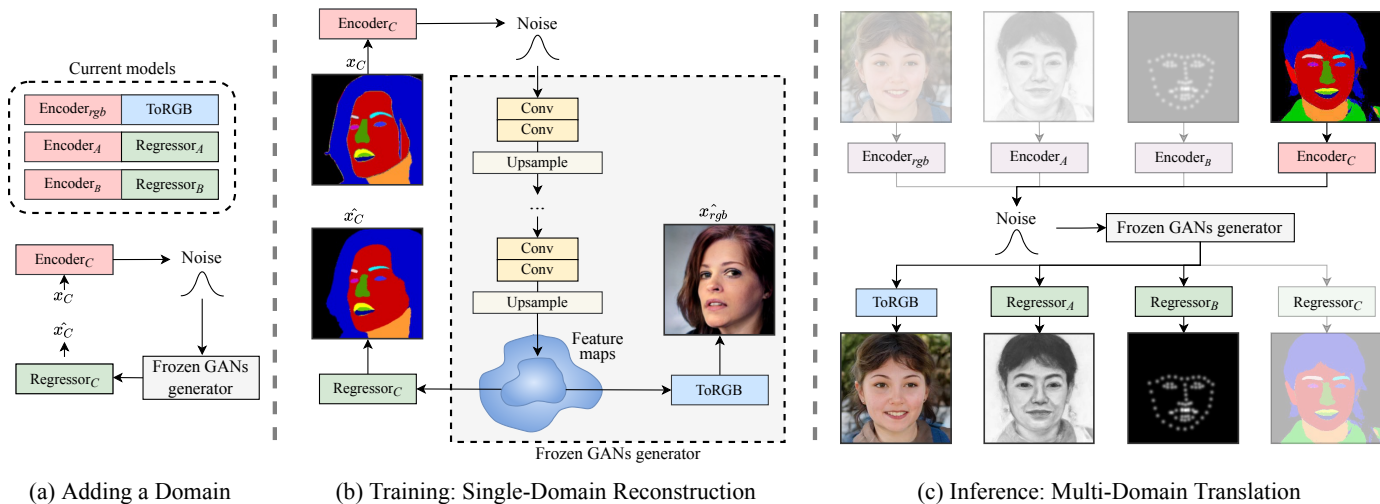 Current models
Encoder_rgb ToRGB
Encoder_A Regressor_A
Encoder_B Regressor_B
Encoder_C Noise
x_C
x̂_C
Regressor_C
Frozen GANs
generator
(a) Adding a Domain
Encoder_C Noise
x_C
Conv
Conv
Upsample
...
x̂_C
x̂_rgb
Conv
Conv
Upsample
Feature
maps
Regressor_C
ToRGB
Frozen GANs generator
(b) Training: Single-Domain Reconstruction
Encoder_rgb Encoder_A Encoder_B Encoder_C
Noise
Frozen GANs generator
ToRGB Regressor_A Regressor_B Regressor_C
(c) Inference: Multi-Domain Translation